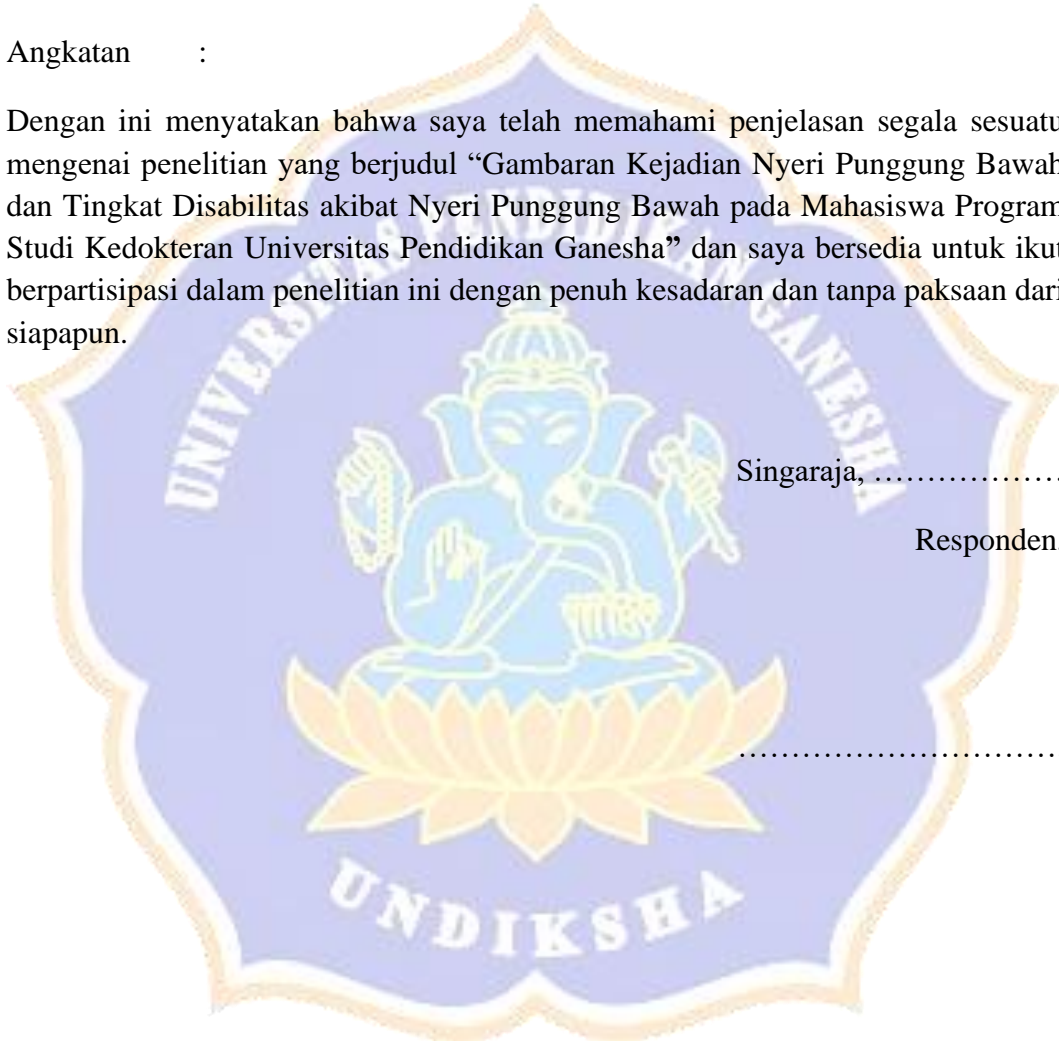 Angkatan :
Dengan ini menyatakan bahwa saya telah memahami penjelasan segala sesuatu
mengenai penelitian yang berjudul “Gambaran Kejadian Nyeri Punggung Bawah
dan Tingkat Disabilitas akibat Nyeri Punggung Bawah pada Mahasiswa Program
Studi Kedokteran Universitas Pendidikan Ganesha” dan saya bersedia untuk ikut
berpartisipasi dalam penelitian ini dengan penuh kesadaran dan tanpa paksaan dari
siapapun.
UNIVERSITAS PENDIDIKAN GANESHA
Singaraja, ………………
Responden.
…………………………
UNDIKSHA